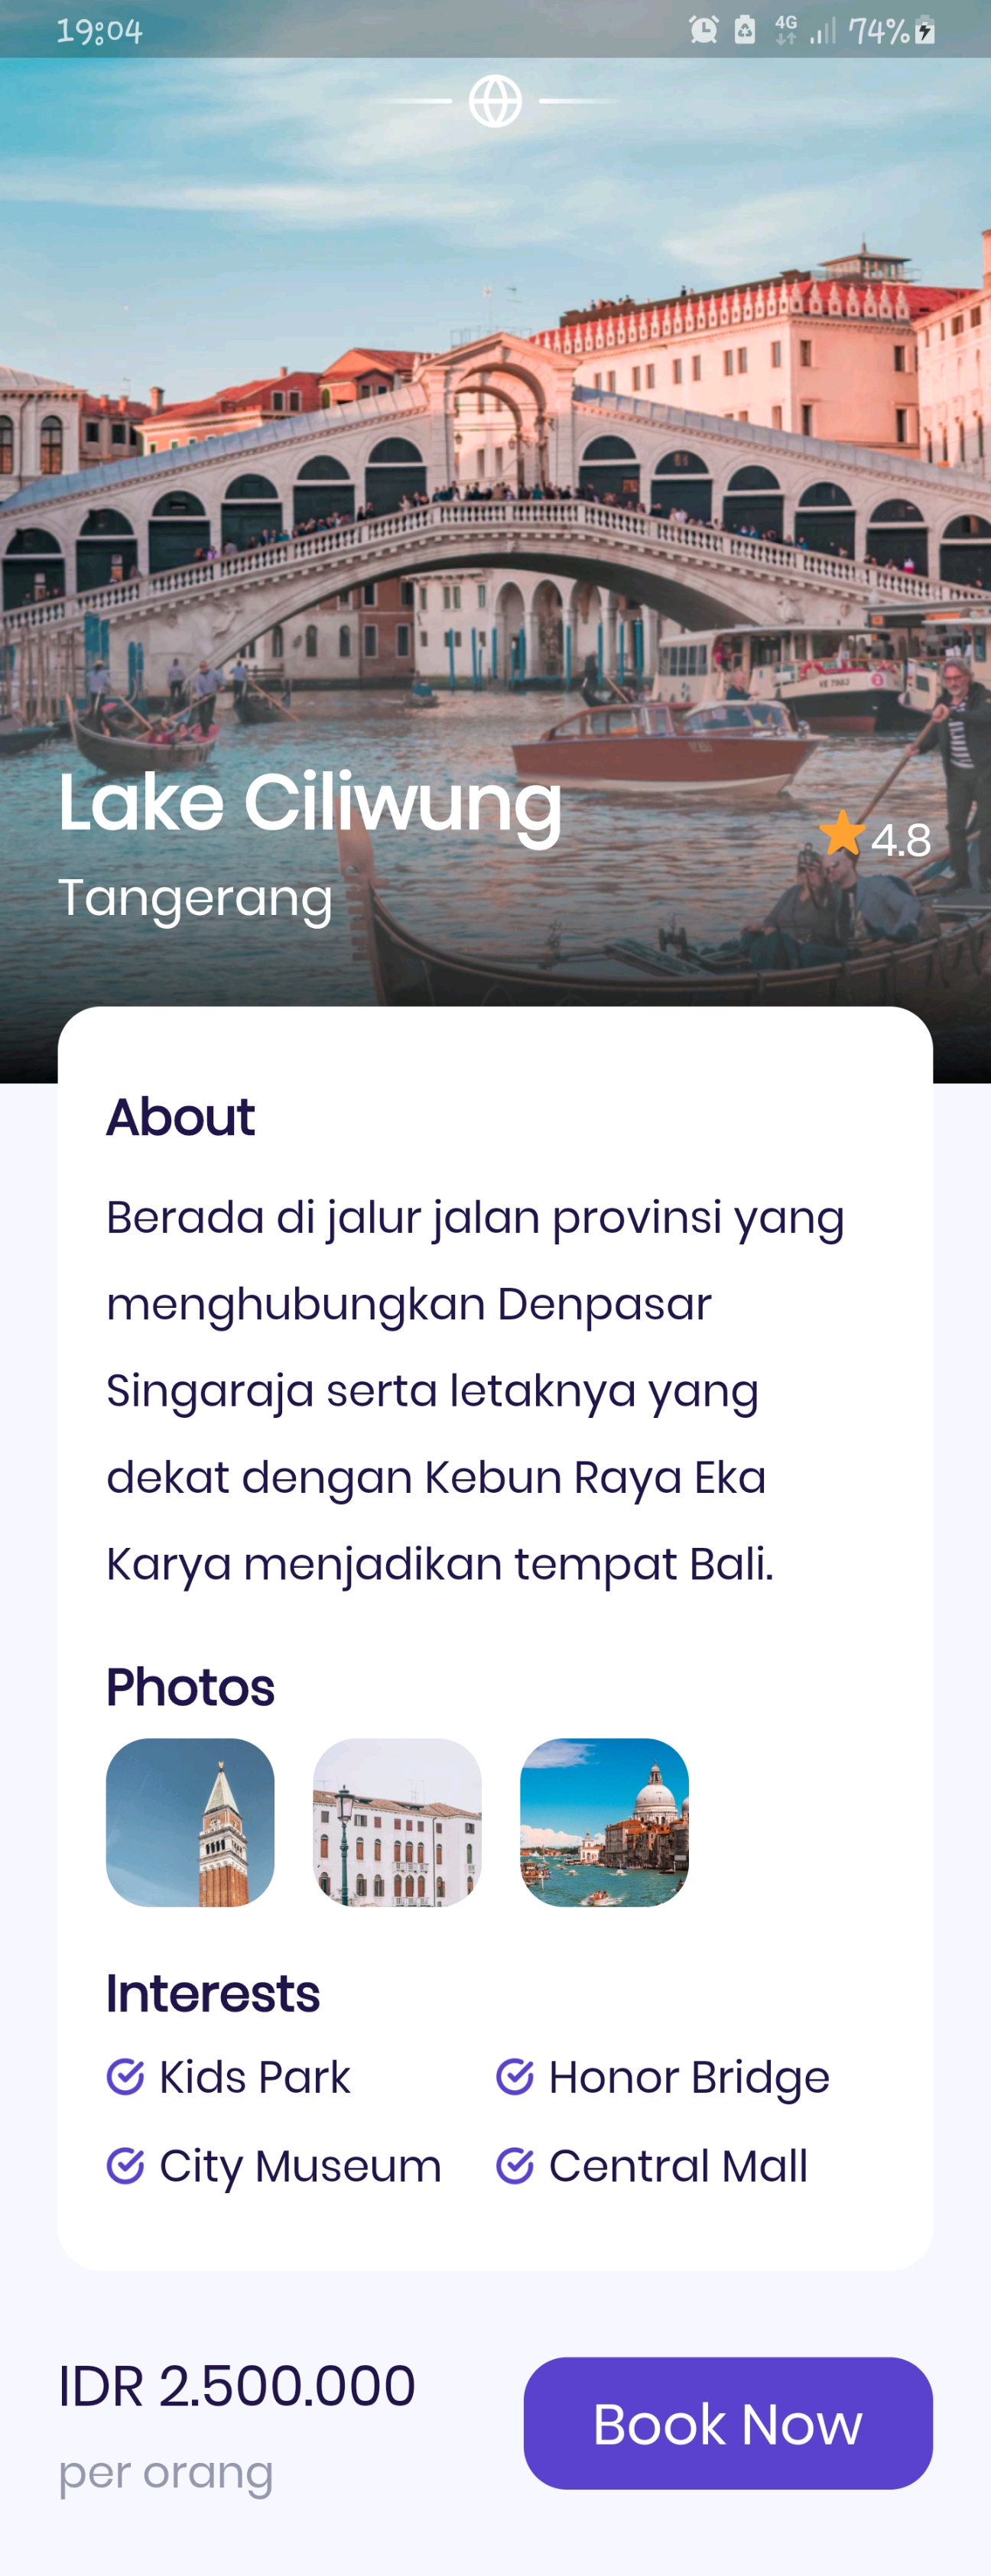 19:04
4G
74%
VE 7982
Lake Ciliwung
4.8
Tangerang
About
Berada di jalur jalan provinsi yang
menghubungkan Denpasar
Singaraja serta letaknya yang
dekat dengan Kebun Raya Eka
Karya menjadikan tempat Bali.
Photos
Interests
Kids Park
Honor Bridge
City Museum
Central Mall
IDR 2.500.000
per orang
Book Now